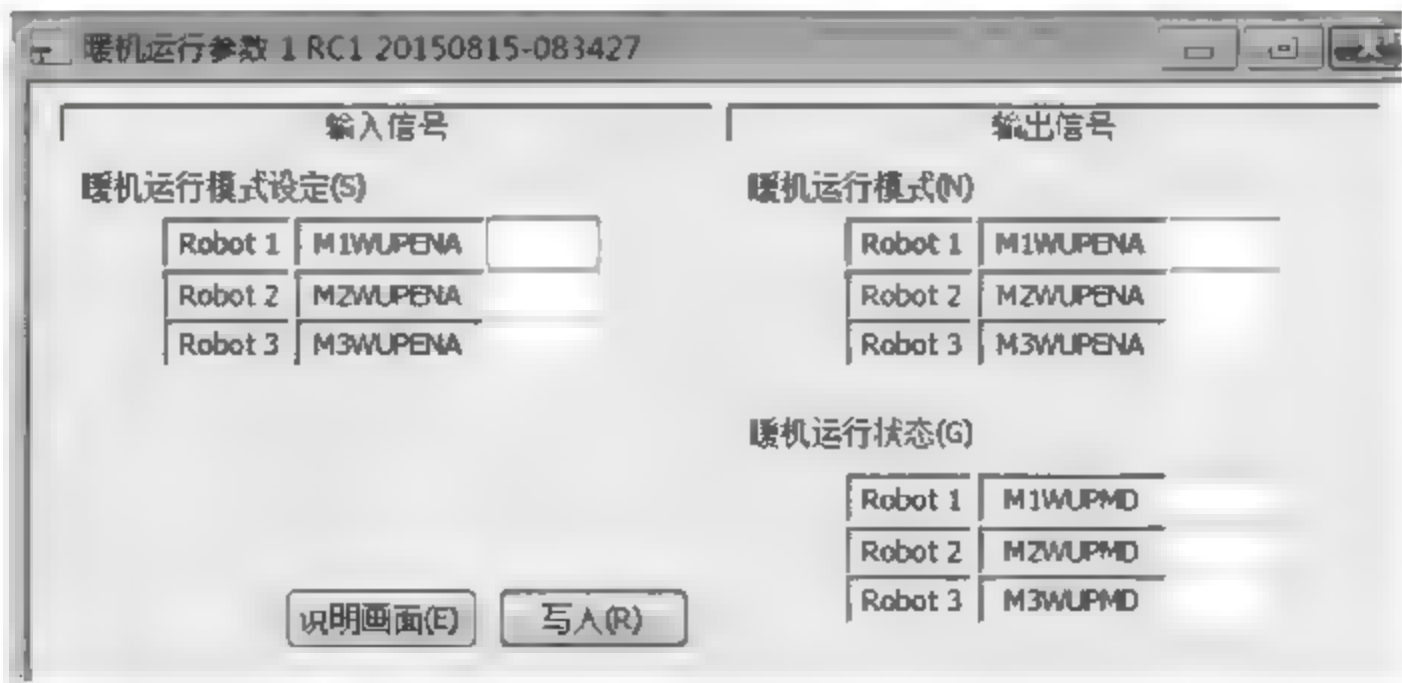 暖机运行参数 1 RC1 20150815-083427
输入信号
暖机运行模式设定(S)
Robot 1 M1WUPENA
Robot 2 M2WUPENA
Robot 3 M3WUPENA
输出信号
暖机运行模式(N)
Robot 1 M1WUPENA
Robot 2 M2WUPENA
Robot 3 M3WUPENA
暖机运行状态(G)
Robot 1 M1WUPMD
Robot 2 M2WUPMD
Robot 3 M3WUPMD
说明画面(E)
写入(R)